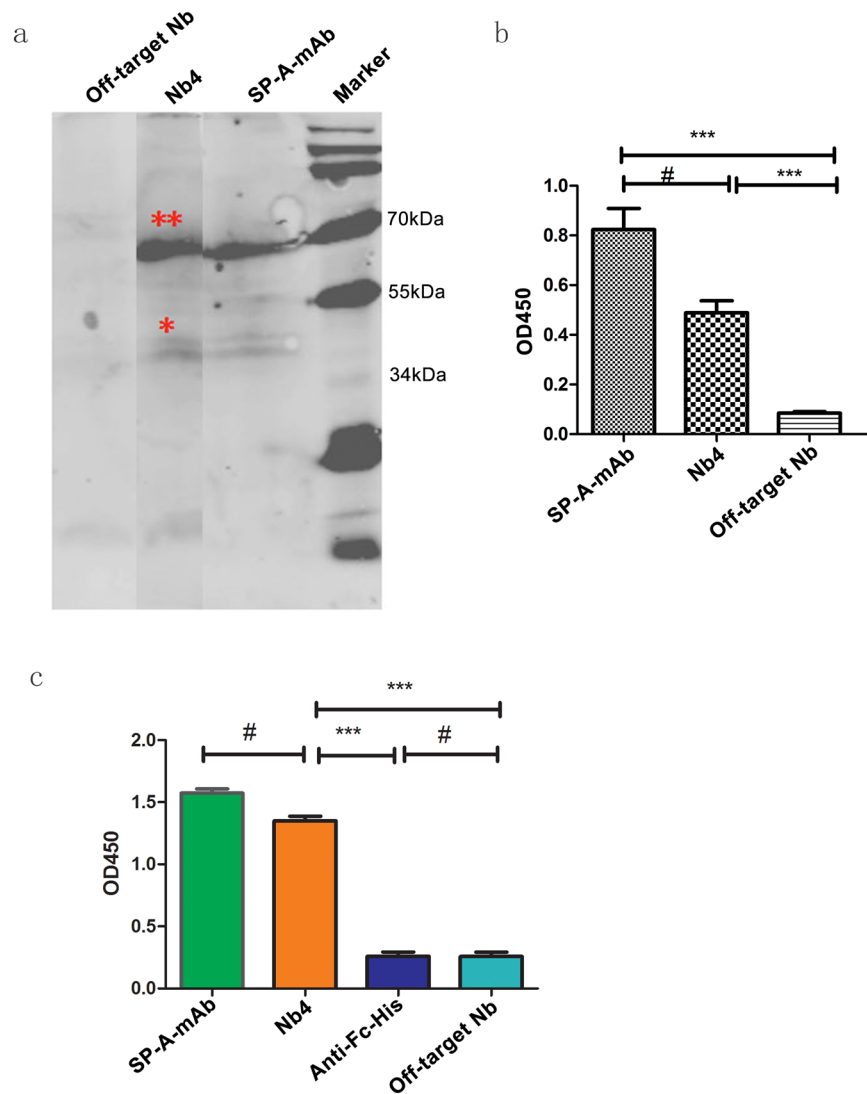 a
Off-target Nb
Nb4
SP-A-mAb
Marker
**
*
70kDa
55kDa
34kDa
b
***
#
***
OD450
1.0
0.8
0.6
0.4
0.2
0.0
SP-A-mAb
Nb4
Off-target Nb
c
***
#
***
#
OD450
2.0
1.5
1.0
0.5
0.0
SP-A-mAb
Nb4
Anti-Fc-His
Off-target Nb